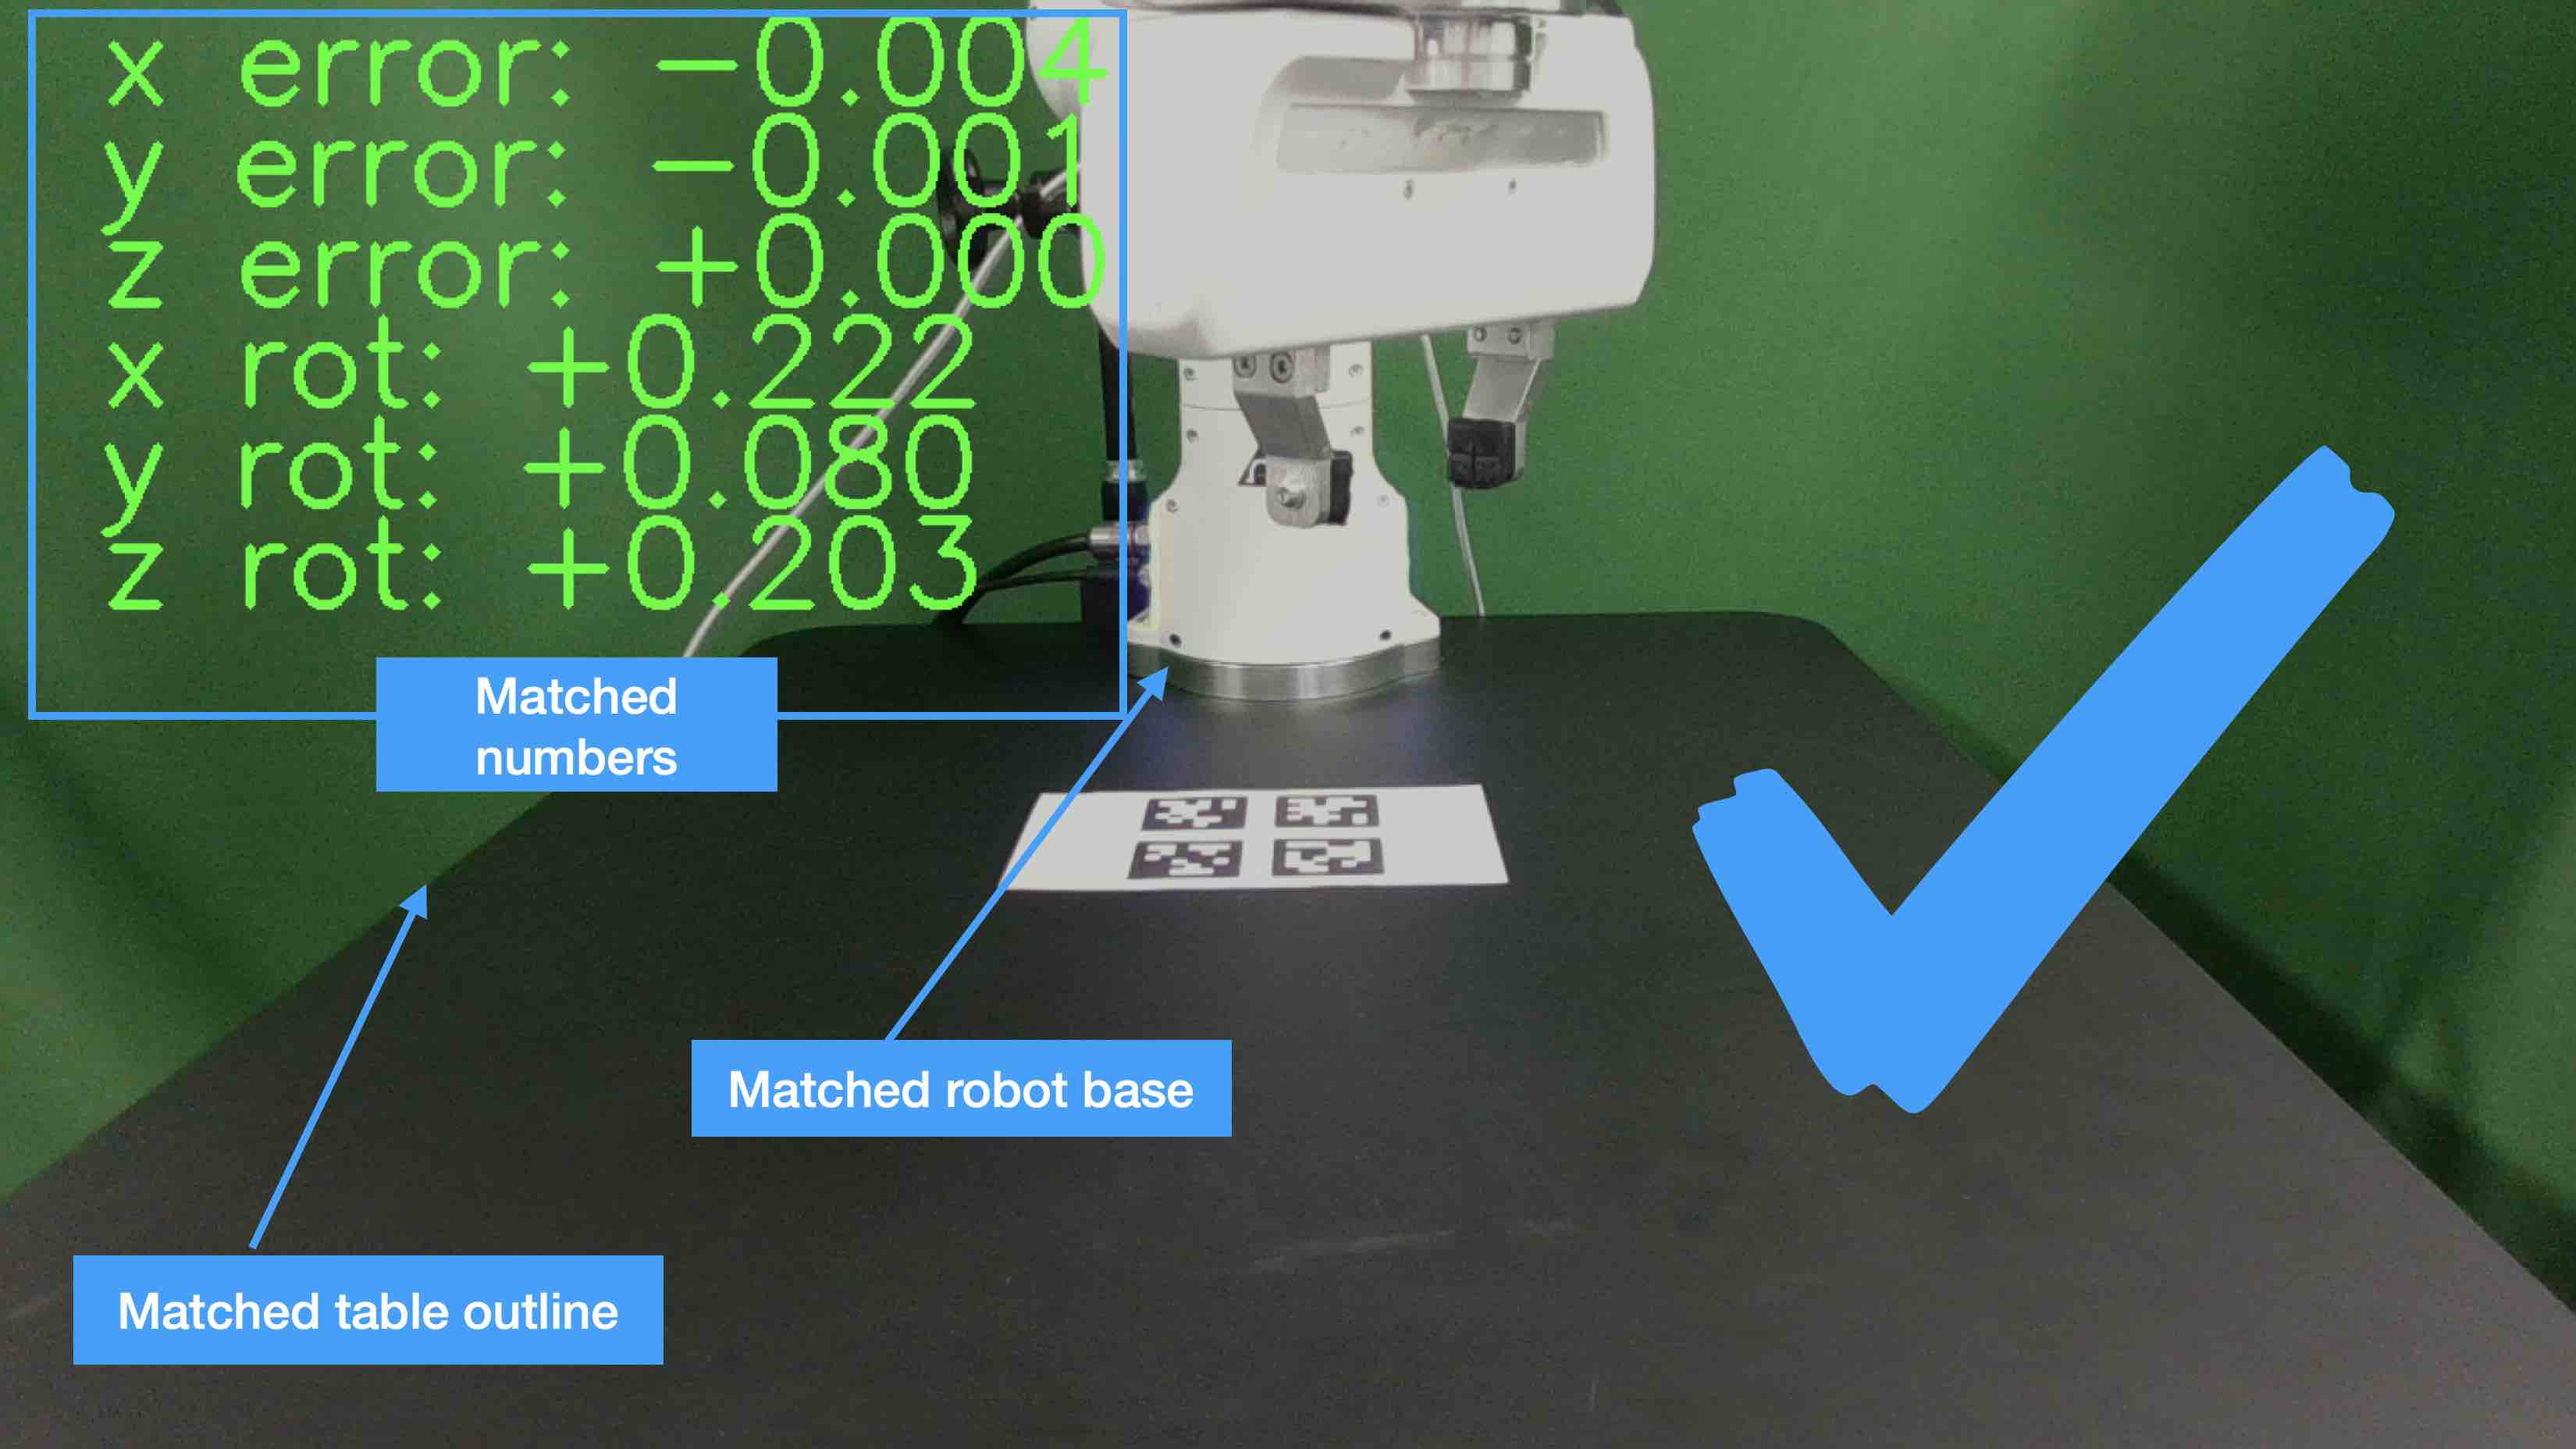 x error: -0.004
y error: -0.001
z error: +0.000
x rot: +0.222
y rot: +0.080
z rot: +0.203
Matched
numbers
Matched robot base
Matched table outline